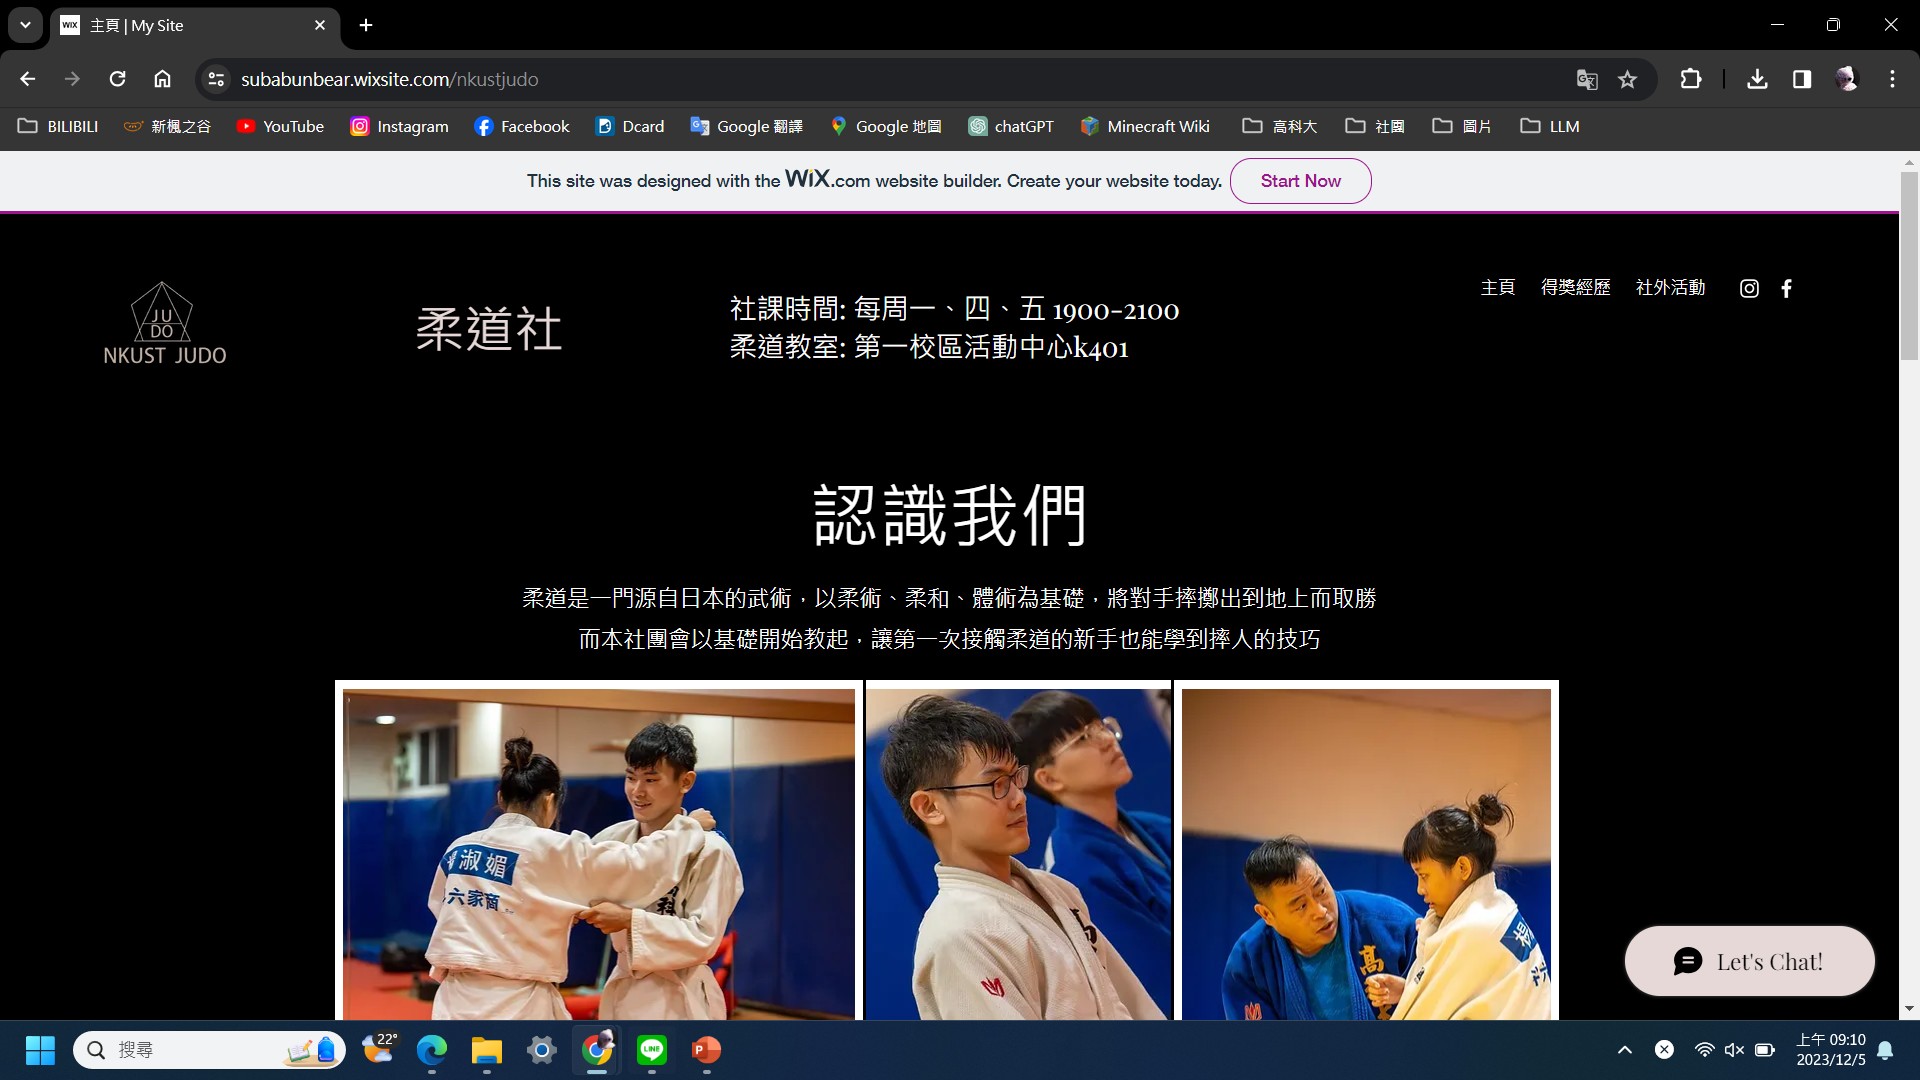 WiX
主頁 | My Site
subabunbear.wixsite.com/nkustjudo
BILIBILI
新楓之谷
YouTube
Instagram
Facebook
Dcard
Google 翻譯
Google 地圖
chatGPT
Minecraft Wiki
高科大
社團
圖片
LLM
This site was designed with the WiX.com website builder. Create your website today.
Start Now
JU
DO
NKUST JUDO
柔道社
社課時間: 每周一、四、五 1900-2100
柔道教室: 第一校區活動中心k401
主頁
得獎經歷
社外活動
認識我們
柔道是一門源自日本的武術，以柔術、柔和、體術為基礎，將對手摔擲出到地上而取勝
而本社團會以基礎開始教起，讓第一次接觸柔道的新手也能學到摔人的技巧
淑媚
六家商
科
高
楊
Let's Chat!
搜尋
22°
LINE
P
上午 09:10
2023/12/5